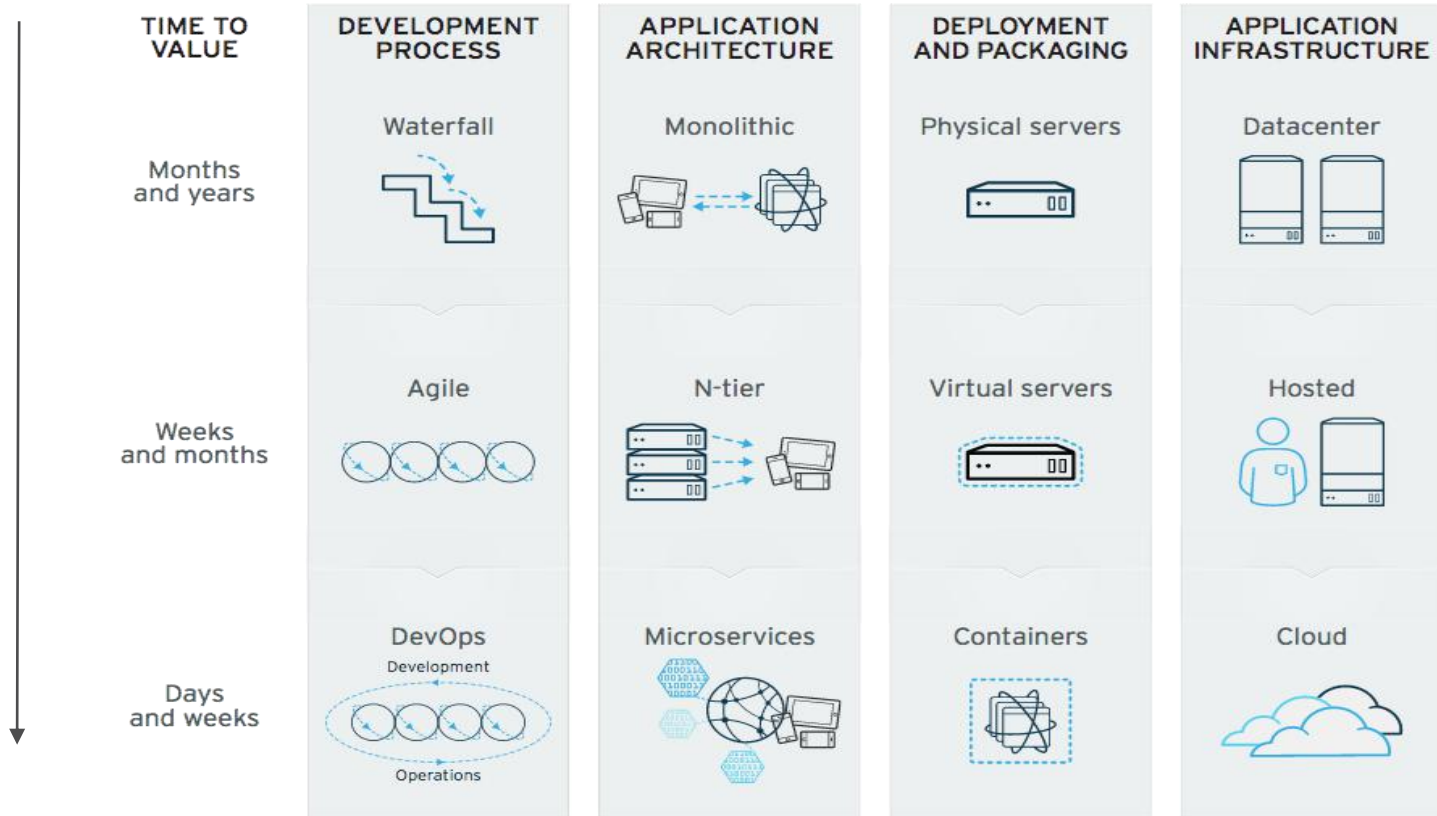 TIME TO
VALUE
DEVELOPMENT
PROCESS
APPLICATION
ARCHITECTURE
DEPLOYMENT
AND PACKAGING
APPLICATION
INFRASTRUCTURE
Months
and years
Waterfall
Monolithic
Physical servers
Datacenter
Weeks
and months
Agile
N-tier
Virtual servers
Hosted
Days
and weeks
DevOps
Development
Operations
Microservices
Containers
Cloud